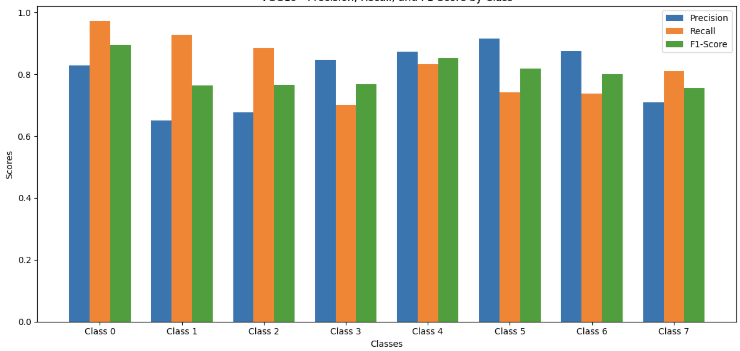 - Precision, Recall, and F1-Score by Class
1.0
0.8
0.6
0.4
0.2
0.0
Scores
Precision
Recall
F1-Score
Class 0 Class 1 Class 2 Class 3 Class 4 Class 5 Class 6 Class 7
Classes